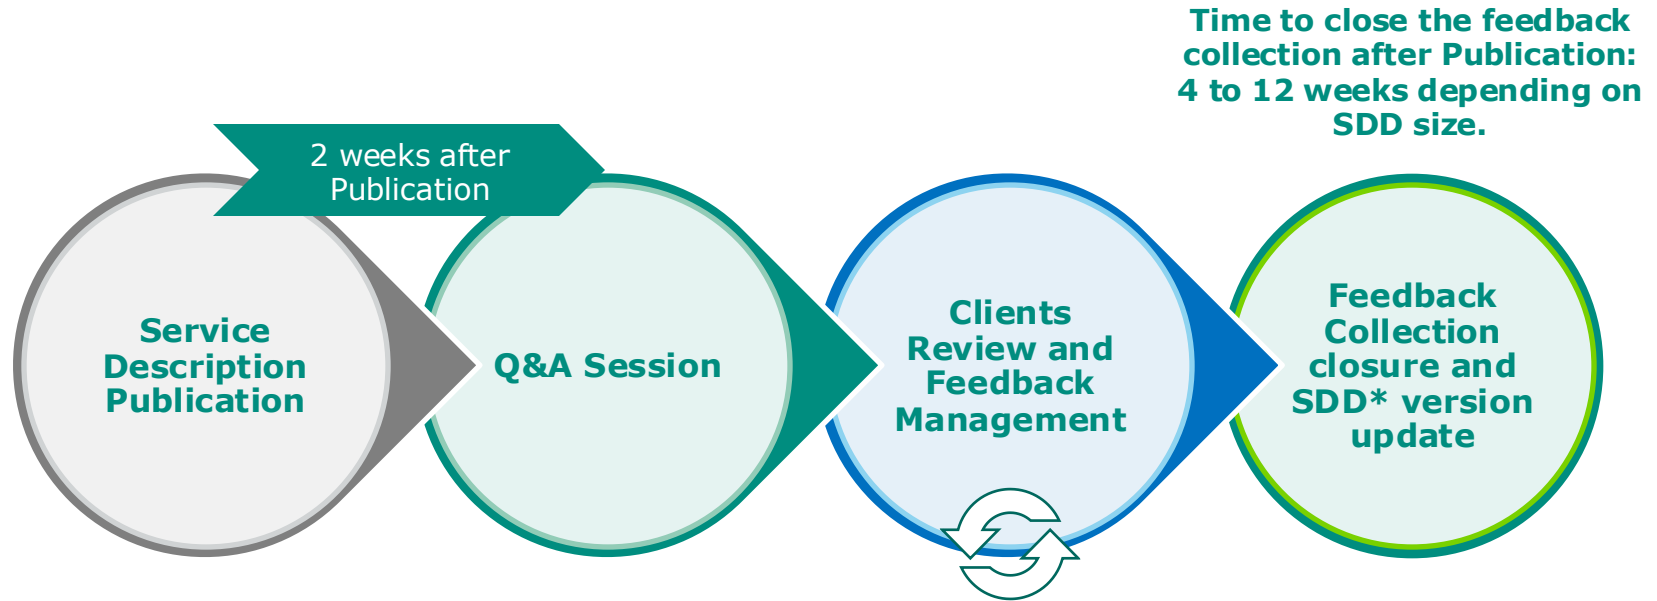 Time to close the feedback
collection after Publication:
4 to 12 weeks depending on
SDD size.
2 weeks after
Publication
Service
Description
Publication
Q&A Session
Clients
Review and
Feedback
Management
Feedback
Collection
closure and
SDD* version
update